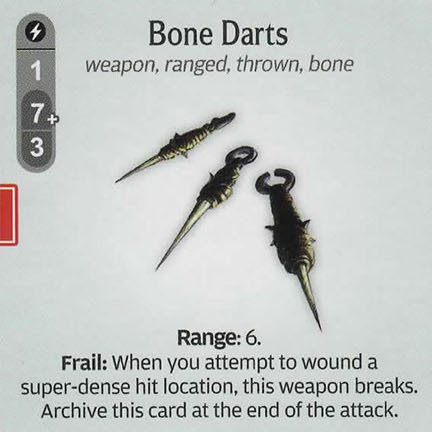 Bone Darts
weapon, ranged, thrown, bone
1
7+
3
Range: 6.
Frail: When you attempt to wound a
super-dense hit location, this weapon breaks.
Archive this card at the end of the attack.